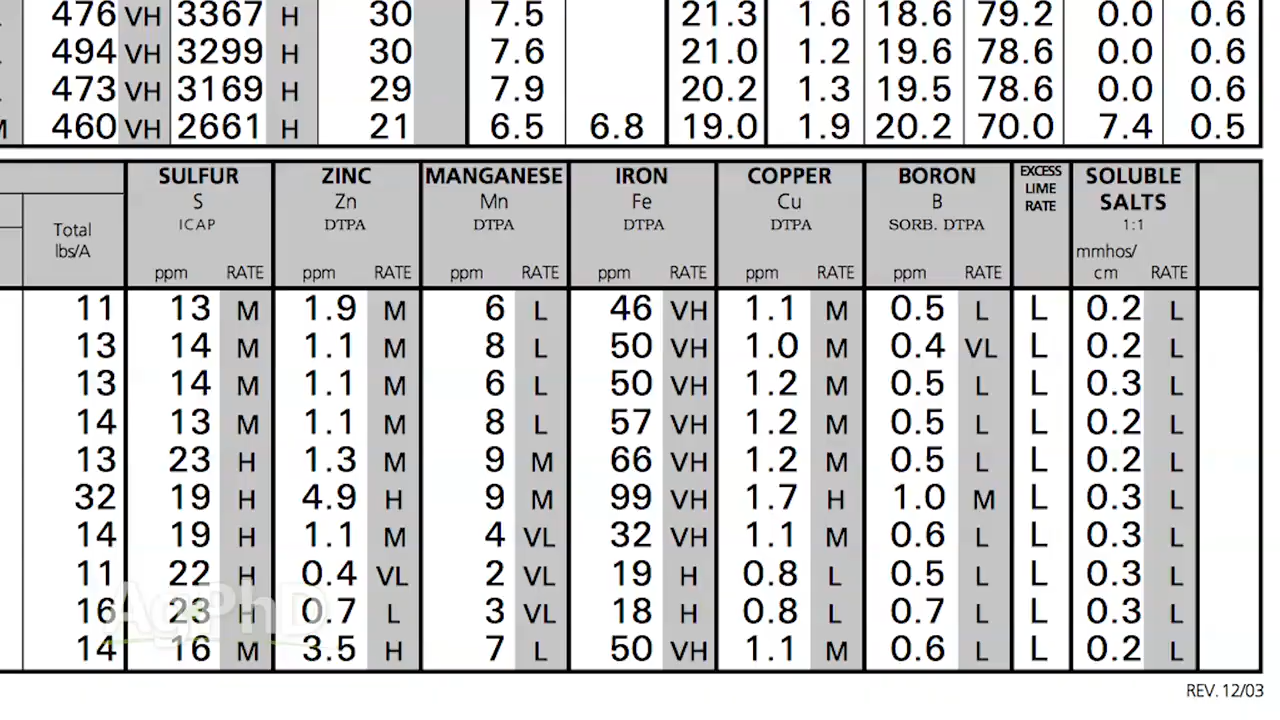 476 VH 3367 H 30 7.5 21.3 1.6 18.6 79.2 0.0 0.6
494 VH 3299 H 30 7.6 21.0 1.2 19.6 78.6 0.0 0.6
473 VH 3169 H 29 7.9 20.2 1.3 19.5 78.6 0.0 0.6
M 460 VH 2661 H 21 6.5 6.8 19.0 1.9 20.2 70.0 7.4 0.5
Total
lbs/A
SULFUR
S
ICAP
ppm RATE
ZINC
Zn
DTPA
ppm RATE
MANGANESE
Mn
DTPA
ppm RATE
IRON
Fe
DTPA
ppm RATE
COPPER
Cu
DTPA
ppm RATE
BORON
B
SORB. DTPA
ppm RATE
EXCESS
LIME
RATE
SOLUBLE
SALTS
1:1
mmhos/
cm RATE
11 13 M 1.9 M 6 L 46 VH 1.1 M 0.5 L L 0.2 L
13 14 M 1.1 M 8 L 50 VH 1.0 M 0.4 VL L 0.2 L
13 14 M 1.1 M 6 L 50 VH 1.2 M 0.5 L L 0.3 L
14 13 M 1.1 M 8 L 57 VH 1.2 M 0.5 L L 0.2 L
13 23 H 1.3 M 9 M 66 VH 1.2 M 0.5 L L 0.2 L
32 19 H 4.9 H 9 M 99 VH 1.7 H 1.0 M L 0.3 L
14 19 H 1.1 M 4 VL 32 VH 1.1 M 0.6 L L 0.3 L
11 22 H 0.4 VL 2 VL 19 H 0.8 L 0.5 L L 0.3 L
16 23 H 0.7 L 3 VL 18 H 0.8 L 0.7 L L 0.3 L
14 16 M 3.5 H 7 L 50 VH 1.1 M 0.6 L L 0.2 L
AgPhD
REV. 12/03